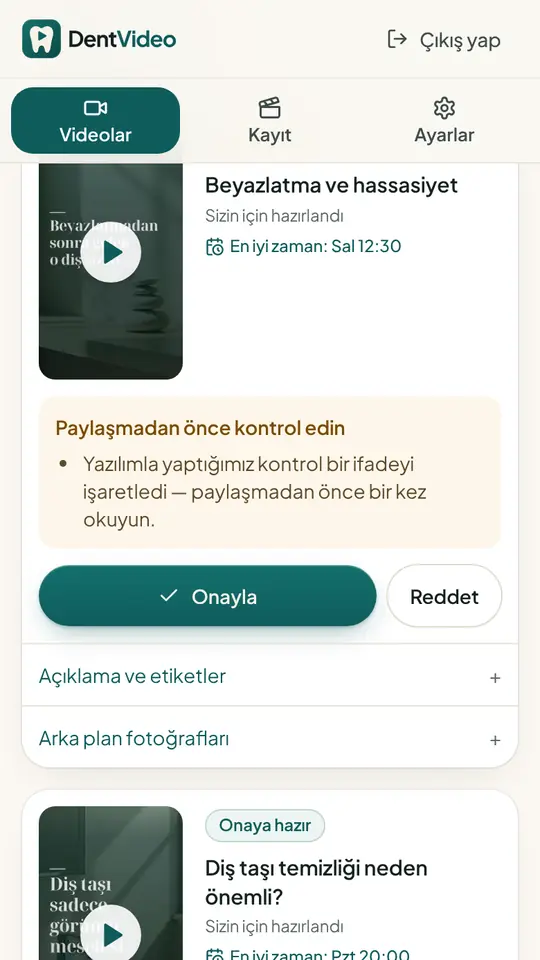 DentVideo
Çıkış yap
Videolar
Kayıt
Ayarlar
Beyazlatma ve hassasiyet
Sizin için hazırlandı
En iyi zaman: Sal 12:30
Paylaşmadan önce kontrol edin
• Yazılımla yaptığımız kontrol bir ifadeyi
işaretledi — paylaşmadan önce bir kez
okuyun.
Onayla
Reddet
Açıklama ve etiketler +
Arka plan fotoğrafları +
Onaya hazır
Diş taşı
sadece
Diş taşı temizliği neden
önemli?
Sizin için hazırlandı
En iyi zaman: Pzt 20:00